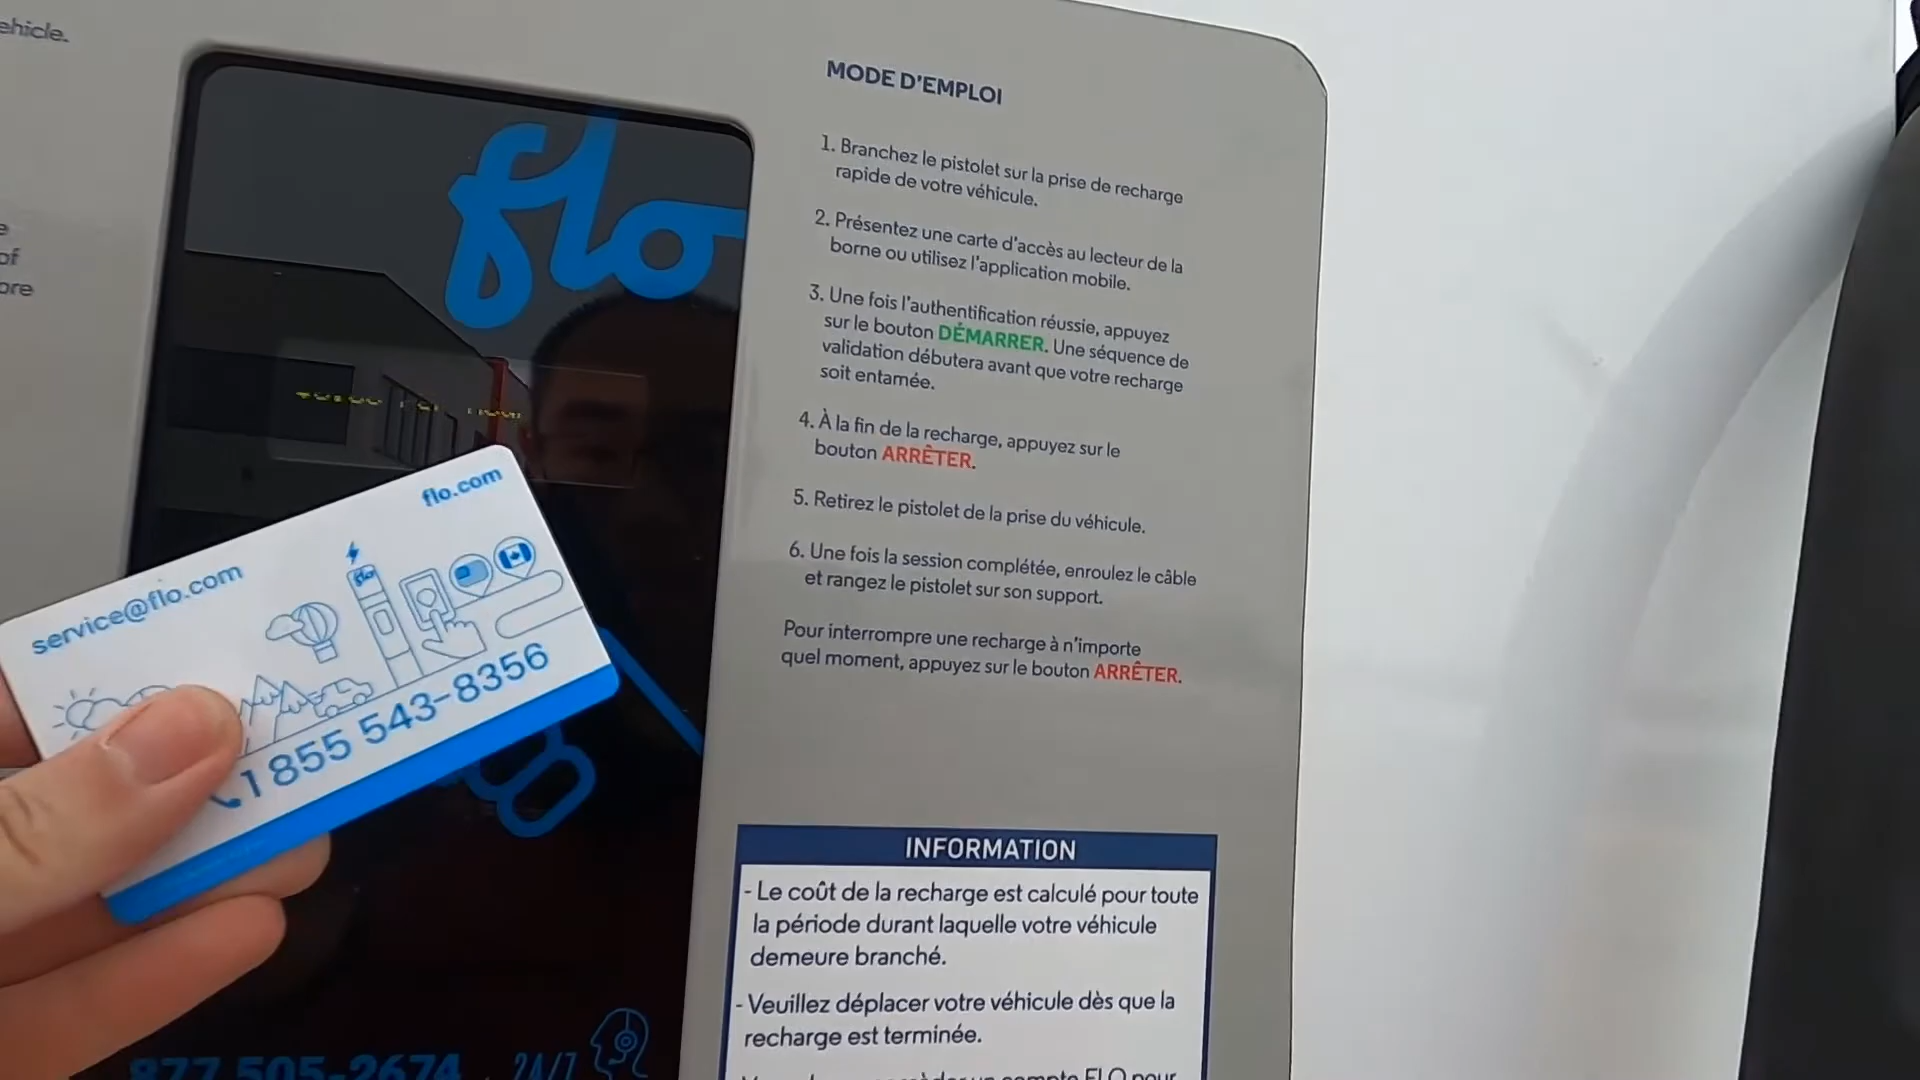 ehicle.
of
flo
MODE D'EMPLOI
1. Branchez le pistolet sur la prise de recharge
rapide de votre véhicule.
2. Présentez une carte d'accès au lecteur de la
borne ou utilisez l'application mobile.
3. Une fois l'authentification réussie, appuyez
sur le bouton DÉMARRER. Une séquence de
validation débutera avant que votre recharge
soit entamée.
4. À la fin de la recharge, appuyez sur le
bouton ARRÊTER.
5. Retirez le pistolet de la prise du véhicule.
6. Une fois la session complétée, enroulez le câble
et rangez le pistolet sur son support.
Pour interrompre une recharge à n'importe
quel moment, appuyez sur le bouton ARRÊTER.
flo.com
service@flo.com
flo
1 855 543-8356
877 505-2674
24/7
INFORMATION
- Le coût de la recharge est calculé pour toute
la période durant laquelle votre véhicule
demeure branché.
- Veuillez déplacer votre véhicule dès que la
recharge est terminée.
compte FLO pour